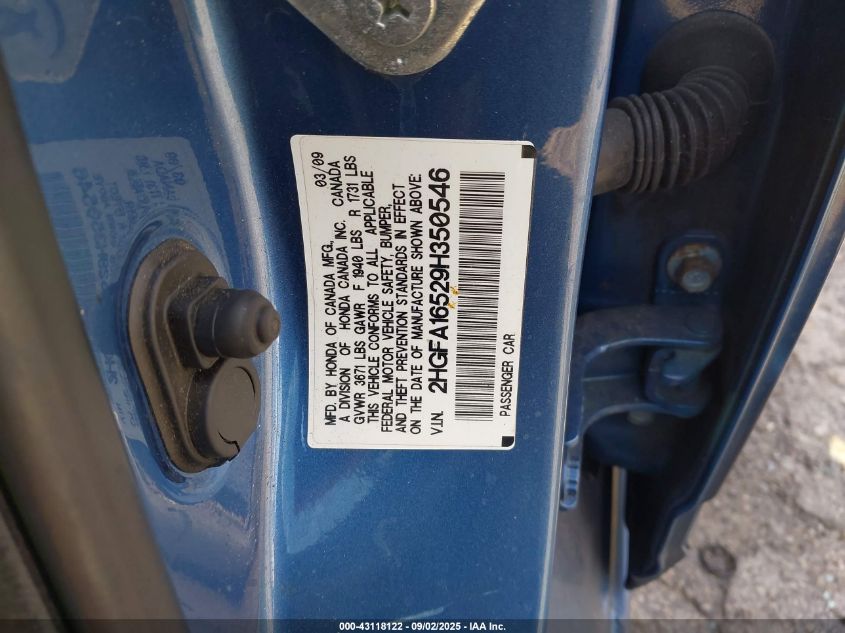 MFD. BY HONDA OF CANADA MFG., 03/09
A DIVISION OF HONDA CANADA INC. CANADA
GVWR 3671 LBS GAWR F 1940 LBS R 1731 LBS
THIS VEHICLE CONFORMS TO ALL APPLICABLE
FEDERAL MOTOR VEHICLE SAFETY, BUMPER,
AND THEFT PREVENTION STANDARDS IN EFFECT
ON THE DATE OF MANUFACTURE SHOWN ABOVE.
V.I.N. 2HGFA16529H350546
PASSENGER CAR
000-43118122 - 09/02/2025 - IAA Inc.